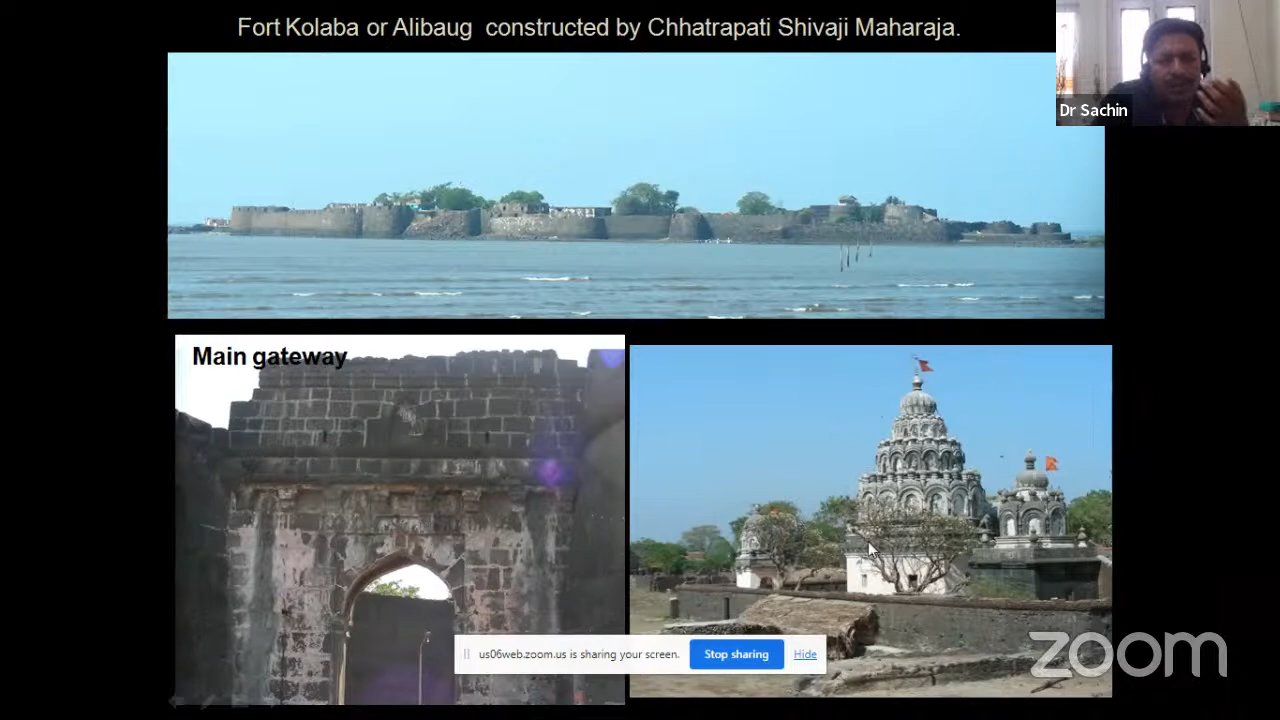 Fort Kolaba or Alibaug constructed by Chhatrapati Shivaji Maharaja.
Dr Sachin
Main gateway
us06web.zoom.us is sharing your screen. Stop sharing Hide
zoom